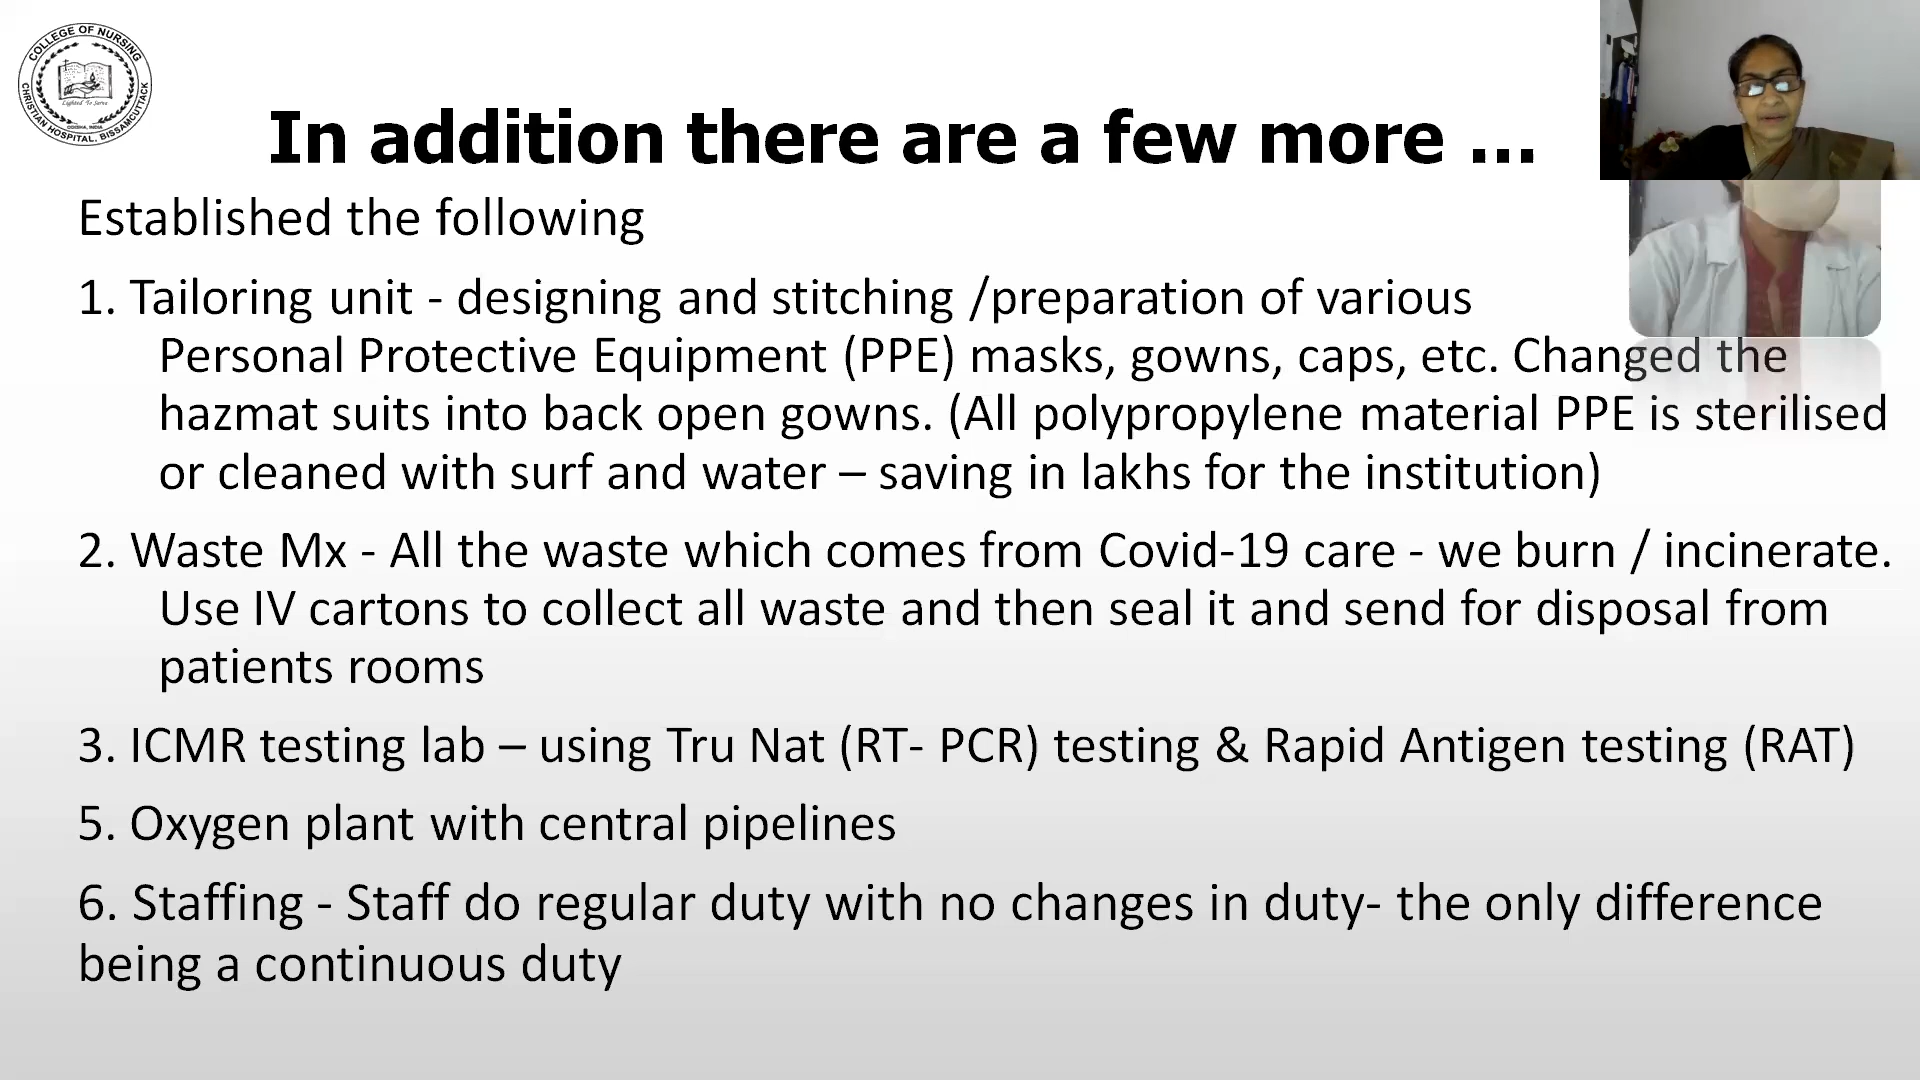 COLLEGE OF NURSING
CHRISTIAN HOSPITAL, BISSAMCUTTACK
Lighted To Serve
ODISHA, INDIA
In addition there are a few more ...
Established the following
1. Tailoring unit - designing and stitching /preparation of various
Personal Protective Equipment (PPE) masks, gowns, caps, etc. Changed the
hazmat suits into back open gowns. (All polypropylene material PPE is sterilised
or cleaned with surf and water – saving in lakhs for the institution)
2. Waste Mx - All the waste which comes from Covid-19 care - we burn / incinerate.
Use IV cartons to collect all waste and then seal it and send for disposal from
patients rooms
3. ICMR testing lab – using Tru Nat (RT- PCR) testing & Rapid Antigen testing (RAT)
5. Oxygen plant with central pipelines
6. Staffing - Staff do regular duty with no changes in duty- the only difference
being a continuous duty